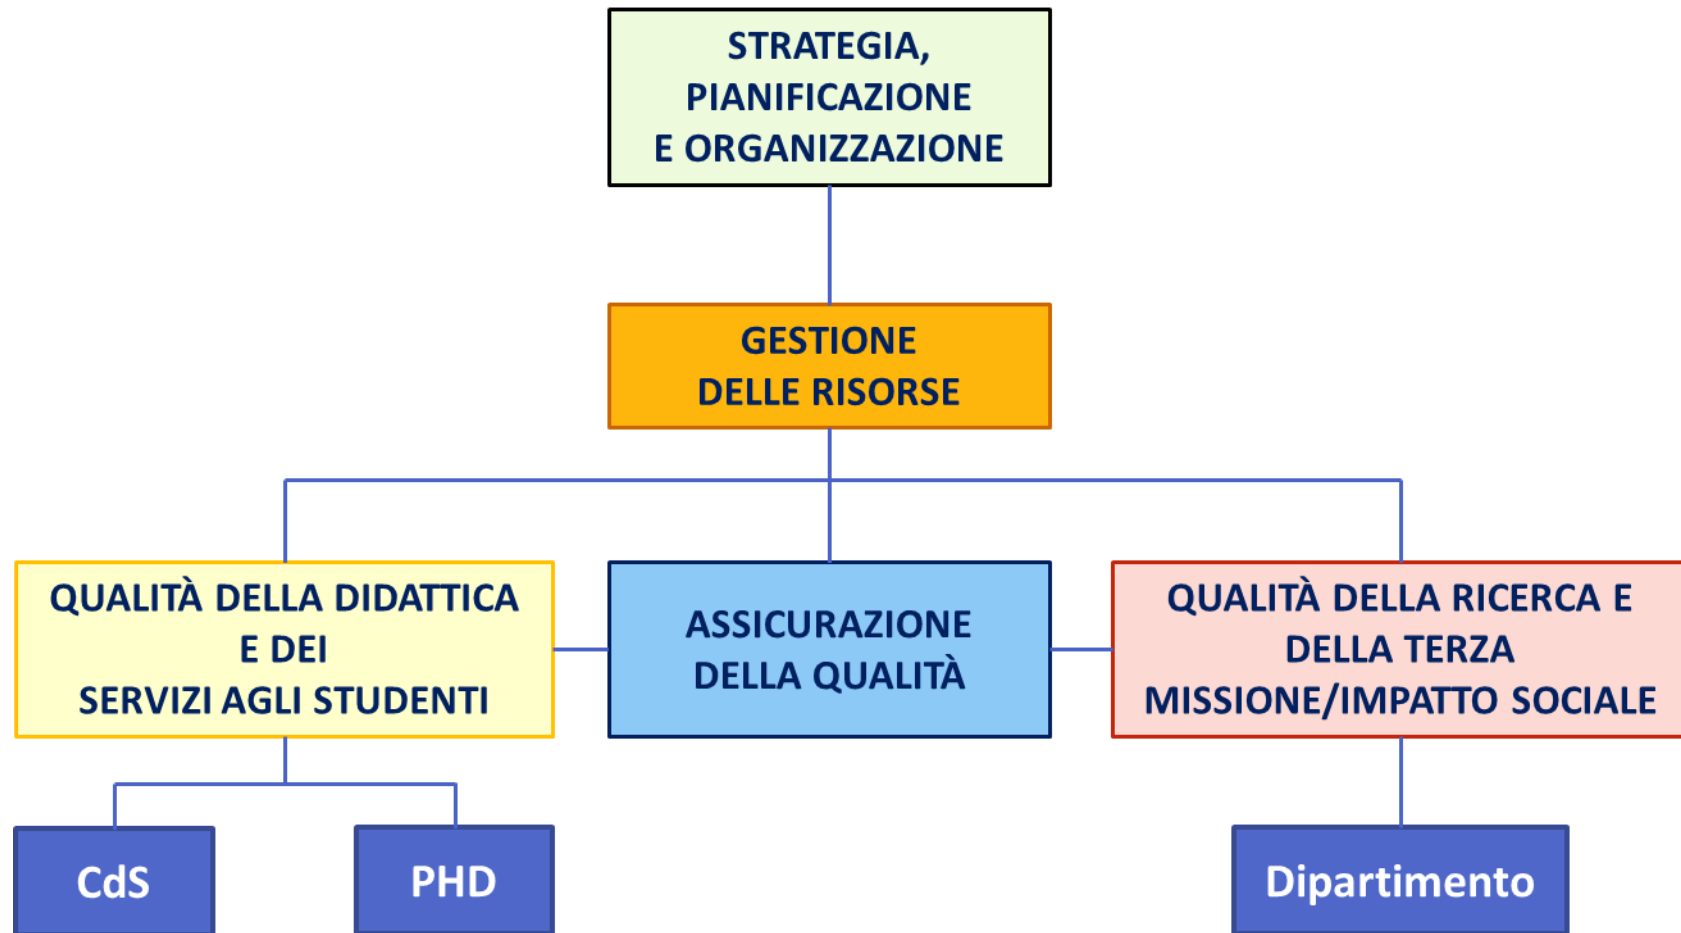 STRATEGIA,
PIANIFICAZIONE
E ORGANIZZAZIONE
GESTIONE
DELLE RISORSE
QUALITÀ DELLA DIDATTICA
E DEI
SERVIZI AGLI STUDENTI
ASSICURAZIONE
DELLA QUALITÀ
QUALITÀ DELLA RICERCA E
DELLA TERZA
MISSIONE/IMPATTO SOCIALE
CdS
PHD
Dipartimento